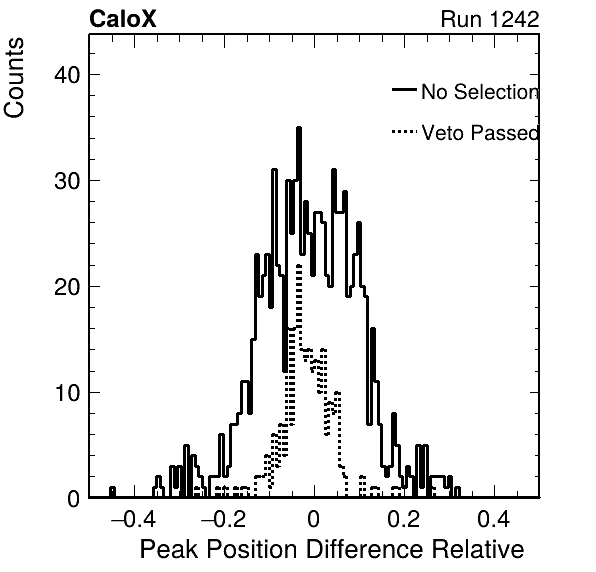 CaloX Run 1242
Counts
40
No Selection
Veto Passed
30
20
10
0
−0.4 −0.2 0 0.2 0.4
Peak Position Difference Relative